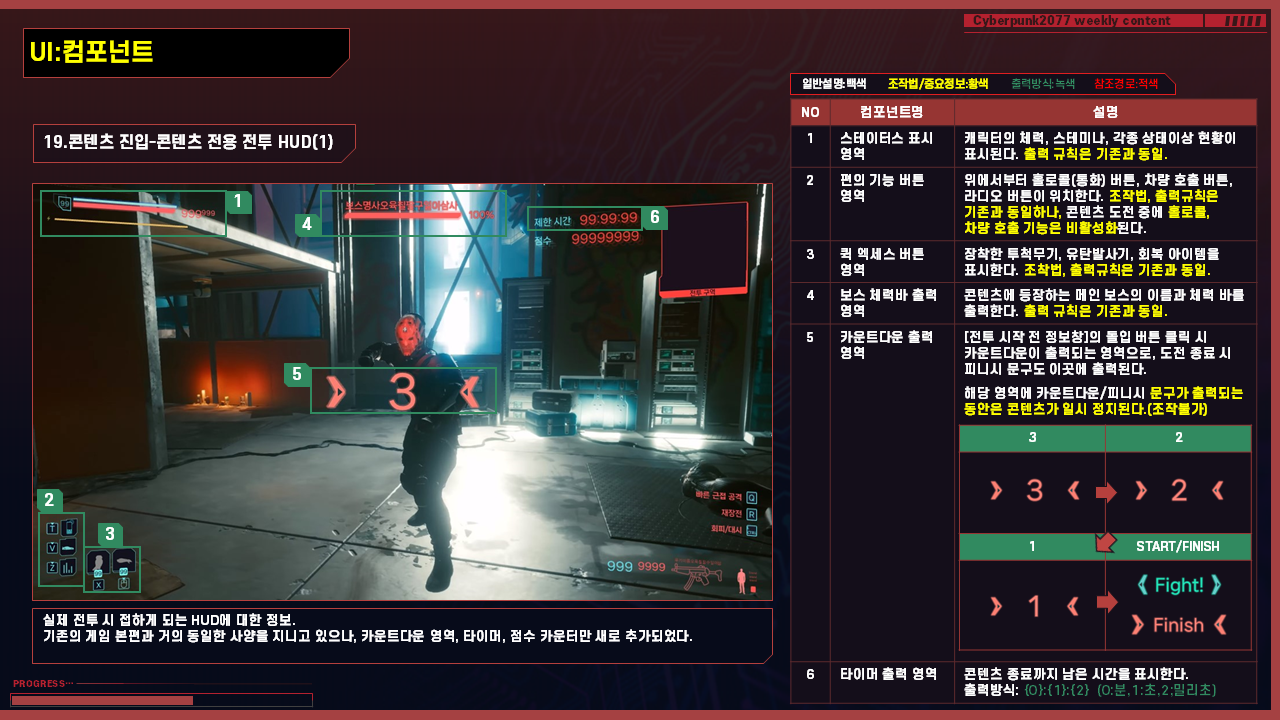 Cyberpunk2077 weekly content
UI:컴포넌트
일반설명:백색 조작법/중요정보:황색 출력방식:녹색 참조경로:적색
19.콘텐츠 진입-콘텐츠 전용 전투 HUD(1)
NO 컴포넌트명 설명
1 스테이터스 표시 영역
캐릭터의 체력, 스테미나, 각종 상태이상 현황이
표시된다. 출력 규칙은 기존과 동일.
2 편의 기능 버튼 영역
위에서부터 홀로콜(통화) 버튼, 차량 호출 버튼,
라디오 버튼이 위치한다. 조작법, 출력규칙은
기존과 동일하나, 콘텐츠 도전 중에 홀로콜,
차량 호출 기능은 비활성화된다.
3 퀵 엑세스 버튼 영역
장착한 투척무기, 유탄발사기, 회복 아이템을
표시한다. 조작법, 출력규칙은 기존과 동일.
4 보스 체력바 출력 영역
콘텐츠에 등장하는 메인 보스의 이름과 체력 바를
출력한다. 출력 규칙은 기존과 동일.
5 카운트다운 출력 영역
[전투 시작 전 정보창]의 돌입 버튼 클릭 시
카운트다운이 출력되는 영역으로, 도전 종료 시
피니시 문구도 이곳에 출력된다.
해당 영역에 카운트다운/피니시 문구가 출력되는
동안은 콘텐츠가 일시 정지된다.(조작불가)
3 2
3 2
1 START/FINISH
1 Fight!
Finish
6 타이머 출력 영역
콘텐츠 종료까지 남은 시간을 표시한다.
출력방식: {0}:{1}:{2} (0:분,1:초,2:밀리초)
1
4
6
99
100%
제한 시간 99:99:99
점수 99999999
5
3
2
3
빠른 근접 공격 Q
재장전 R
회피/대시
T
V
Z
X
999 9999
실제 전투 시 접하게 되는 HUD에 대한 정보.
기존의 게임 본편과 거의 동일한 사양을 지니고 있으나, 카운트다운 영역, 타이머, 점수 카운터만 새로 추가되었다.
PROGRESS···